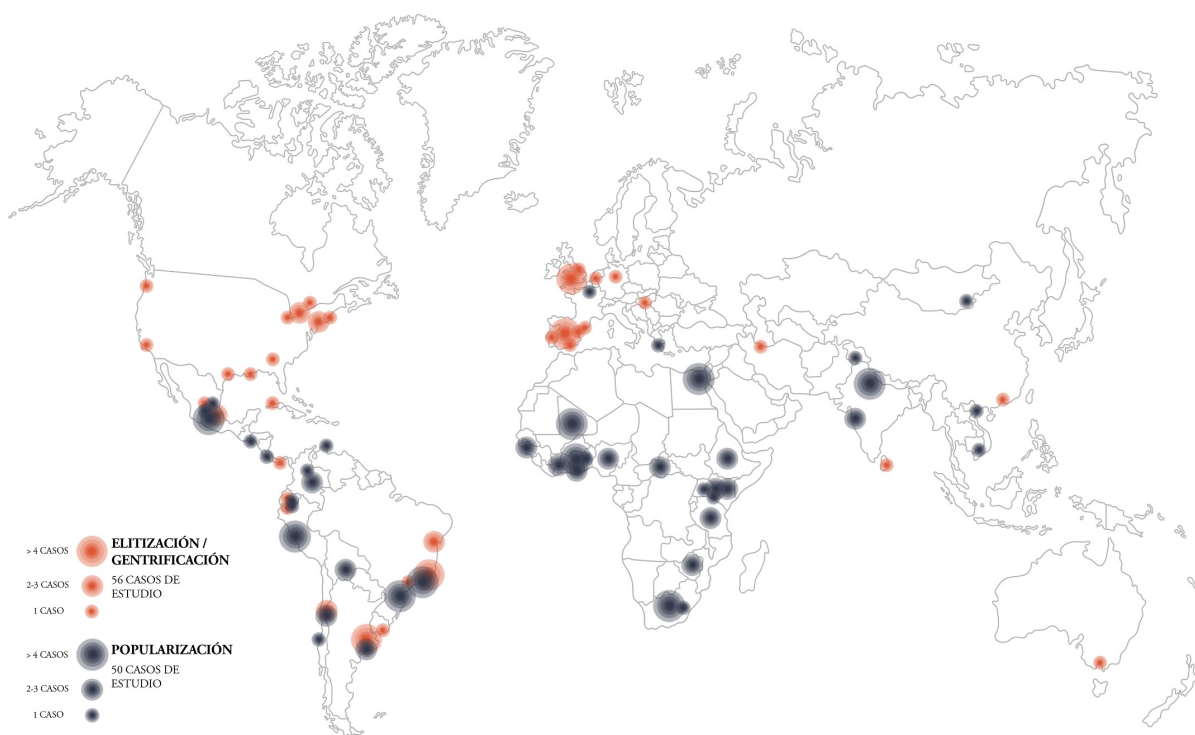 > 4 CASOS
ELITIZACIÓN /
GENTRIFICACIÓN
2-3 CASOS
56 CASOS DE
ESTUDIO
1 CASO
> 4 CASOS
POPULARIZACIÓN
50 CASOS DE
ESTUDIO
2-3 CASOS
1 CASO